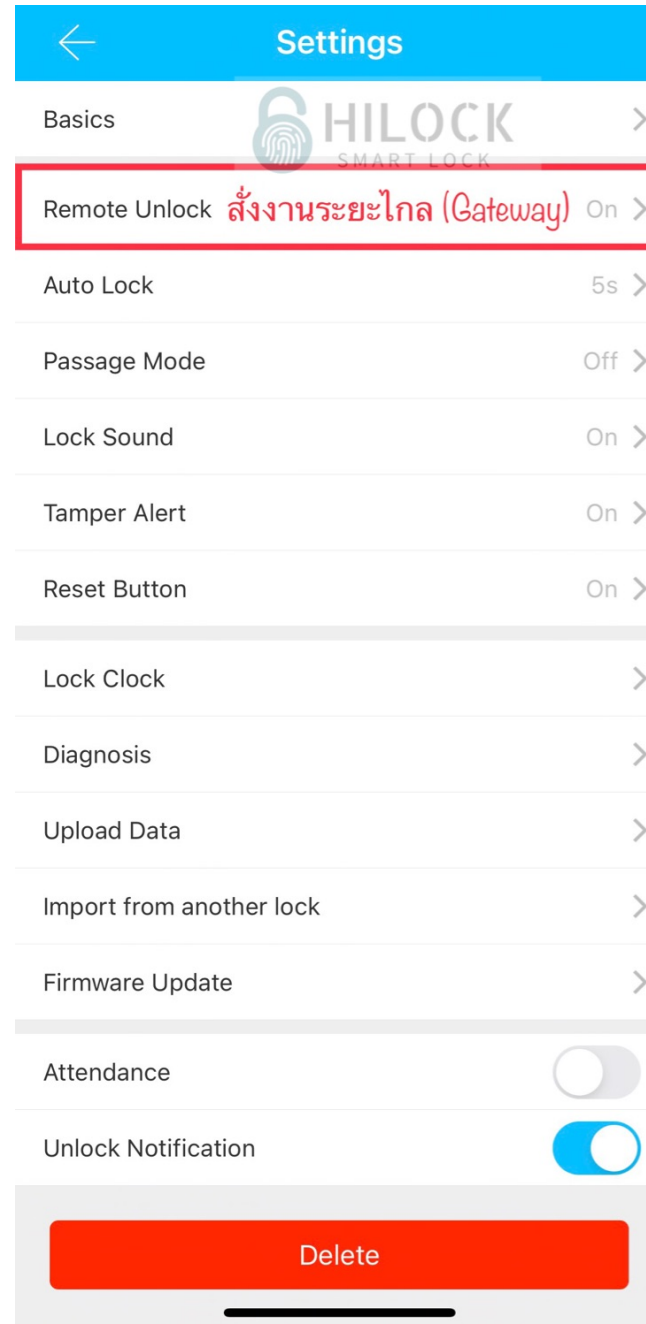 Settings
Basics
HILOCK
SMART LOCK
Remote Unlock สั่งงานระยะไกล (Gateway) On
Auto Lock 5s
Passage Mode Off
Lock Sound On
Tamper Alert On
Reset Button On
Lock Clock
Diagnosis
Upload Data
Import from another lock
Firmware Update
Attendance
Unlock Notification
Delete